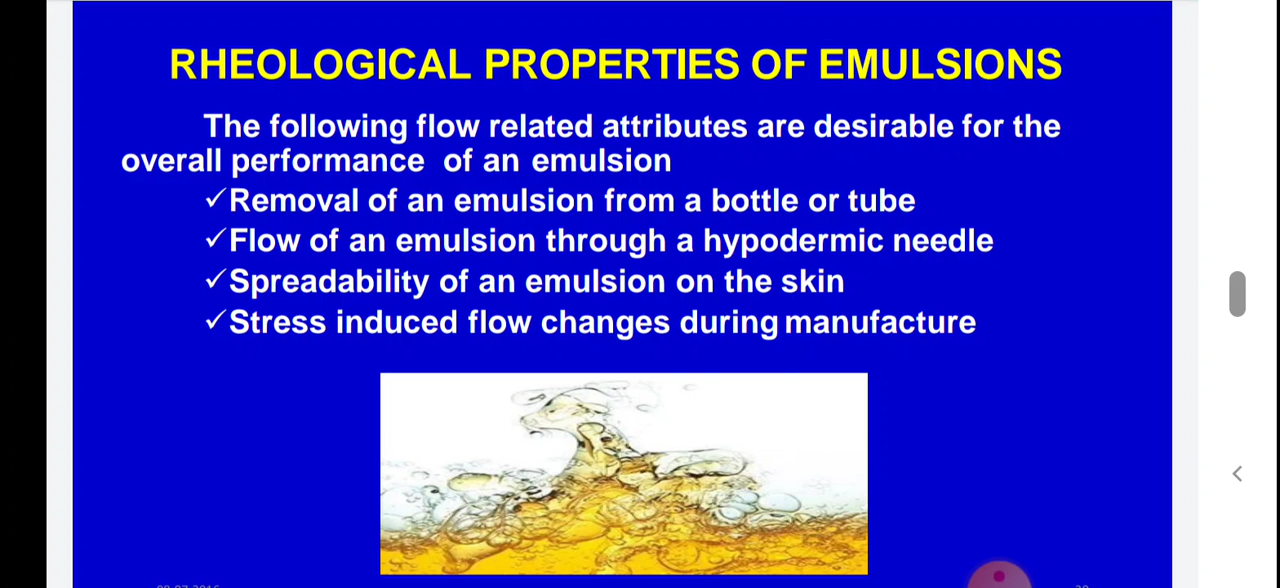 RHEOLOGICAL PROPERTIES OF EMULSIONS
The following flow related attributes are desirable for the
overall performance of an emulsion
✓Removal of an emulsion from a bottle or tube
✓Flow of an emulsion through a hypodermic needle
✓Spreadability of an emulsion on the skin
✓Stress induced flow changes during manufacture